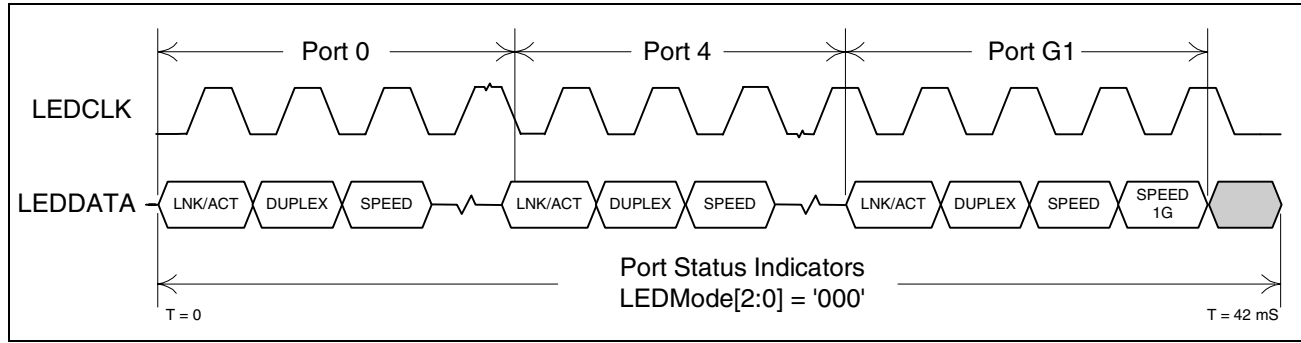 Port 0 Port 4 Port G1
LEDCLK
LEDDATA LNK/ACT DUPLEX SPEED LNK/ACT DUPLEX SPEED LNK/ACT DUPLEX SPEED SPEED
1G
Port Status Indicators
LEDMode[2:0] = '000'
T = 0 T = 42 mS